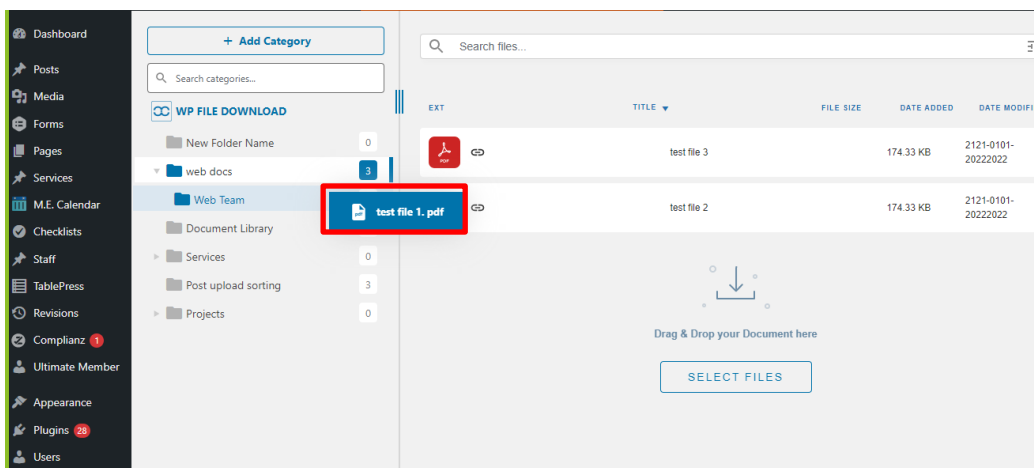 Dashboard
Posts
Media
Forms
Pages
Services
M.E. Calendar
Checklists
Staff
TablePress
Revisions
Complianz 1
Ultimate Member
Appearance
Plugins 28
Users
+ Add Category
Search categories...
WP FILE DOWNLOAD
New Folder Name 0
web docs 3
Web Team
Document Library
Services 0
Post upload sorting 3
Projects 0
pdf test file 1. pdf
Search files...
EXT TITLE FILE SIZE DATE ADDED DATE MODIFI
PDF test file 3 174.33 KB 2121-0101-
20222022
test file 2 174.33 KB 2121-0101-
20222022
Drag & Drop your Document here
SELECT FILES